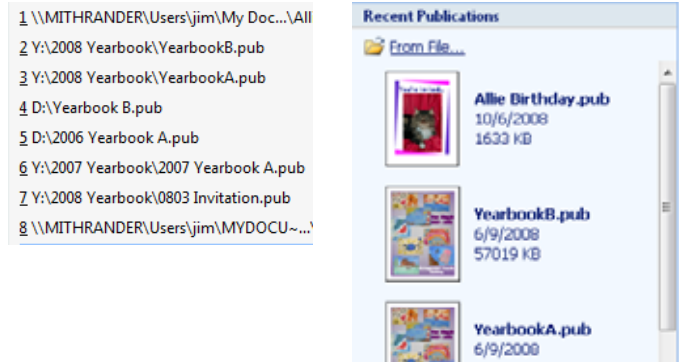 1 \\MITHRANDER\Users\jim\My Doc...\All
2 Y:\2008 Yearbook\YearbookB.pub
3 Y:\2008 Yearbook\YearbookA.pub
4 D:\Yearbook B.pub
5 D:\2006 Yearbook A.pub
6 Y:\2007 Yearbook\2007 Yearbook A.pub
7 Y:\2008 Yearbook\0803 Invitation.pub
8 \\MITHRANDER\Users\jim\MYDOCU~...\
Recent Publications
From File...
Allie Birthday.pub
10/6/2008
1633 KB
YearbookB.pub
6/9/2008
57019 KB
YearbookA.pub
6/9/2008